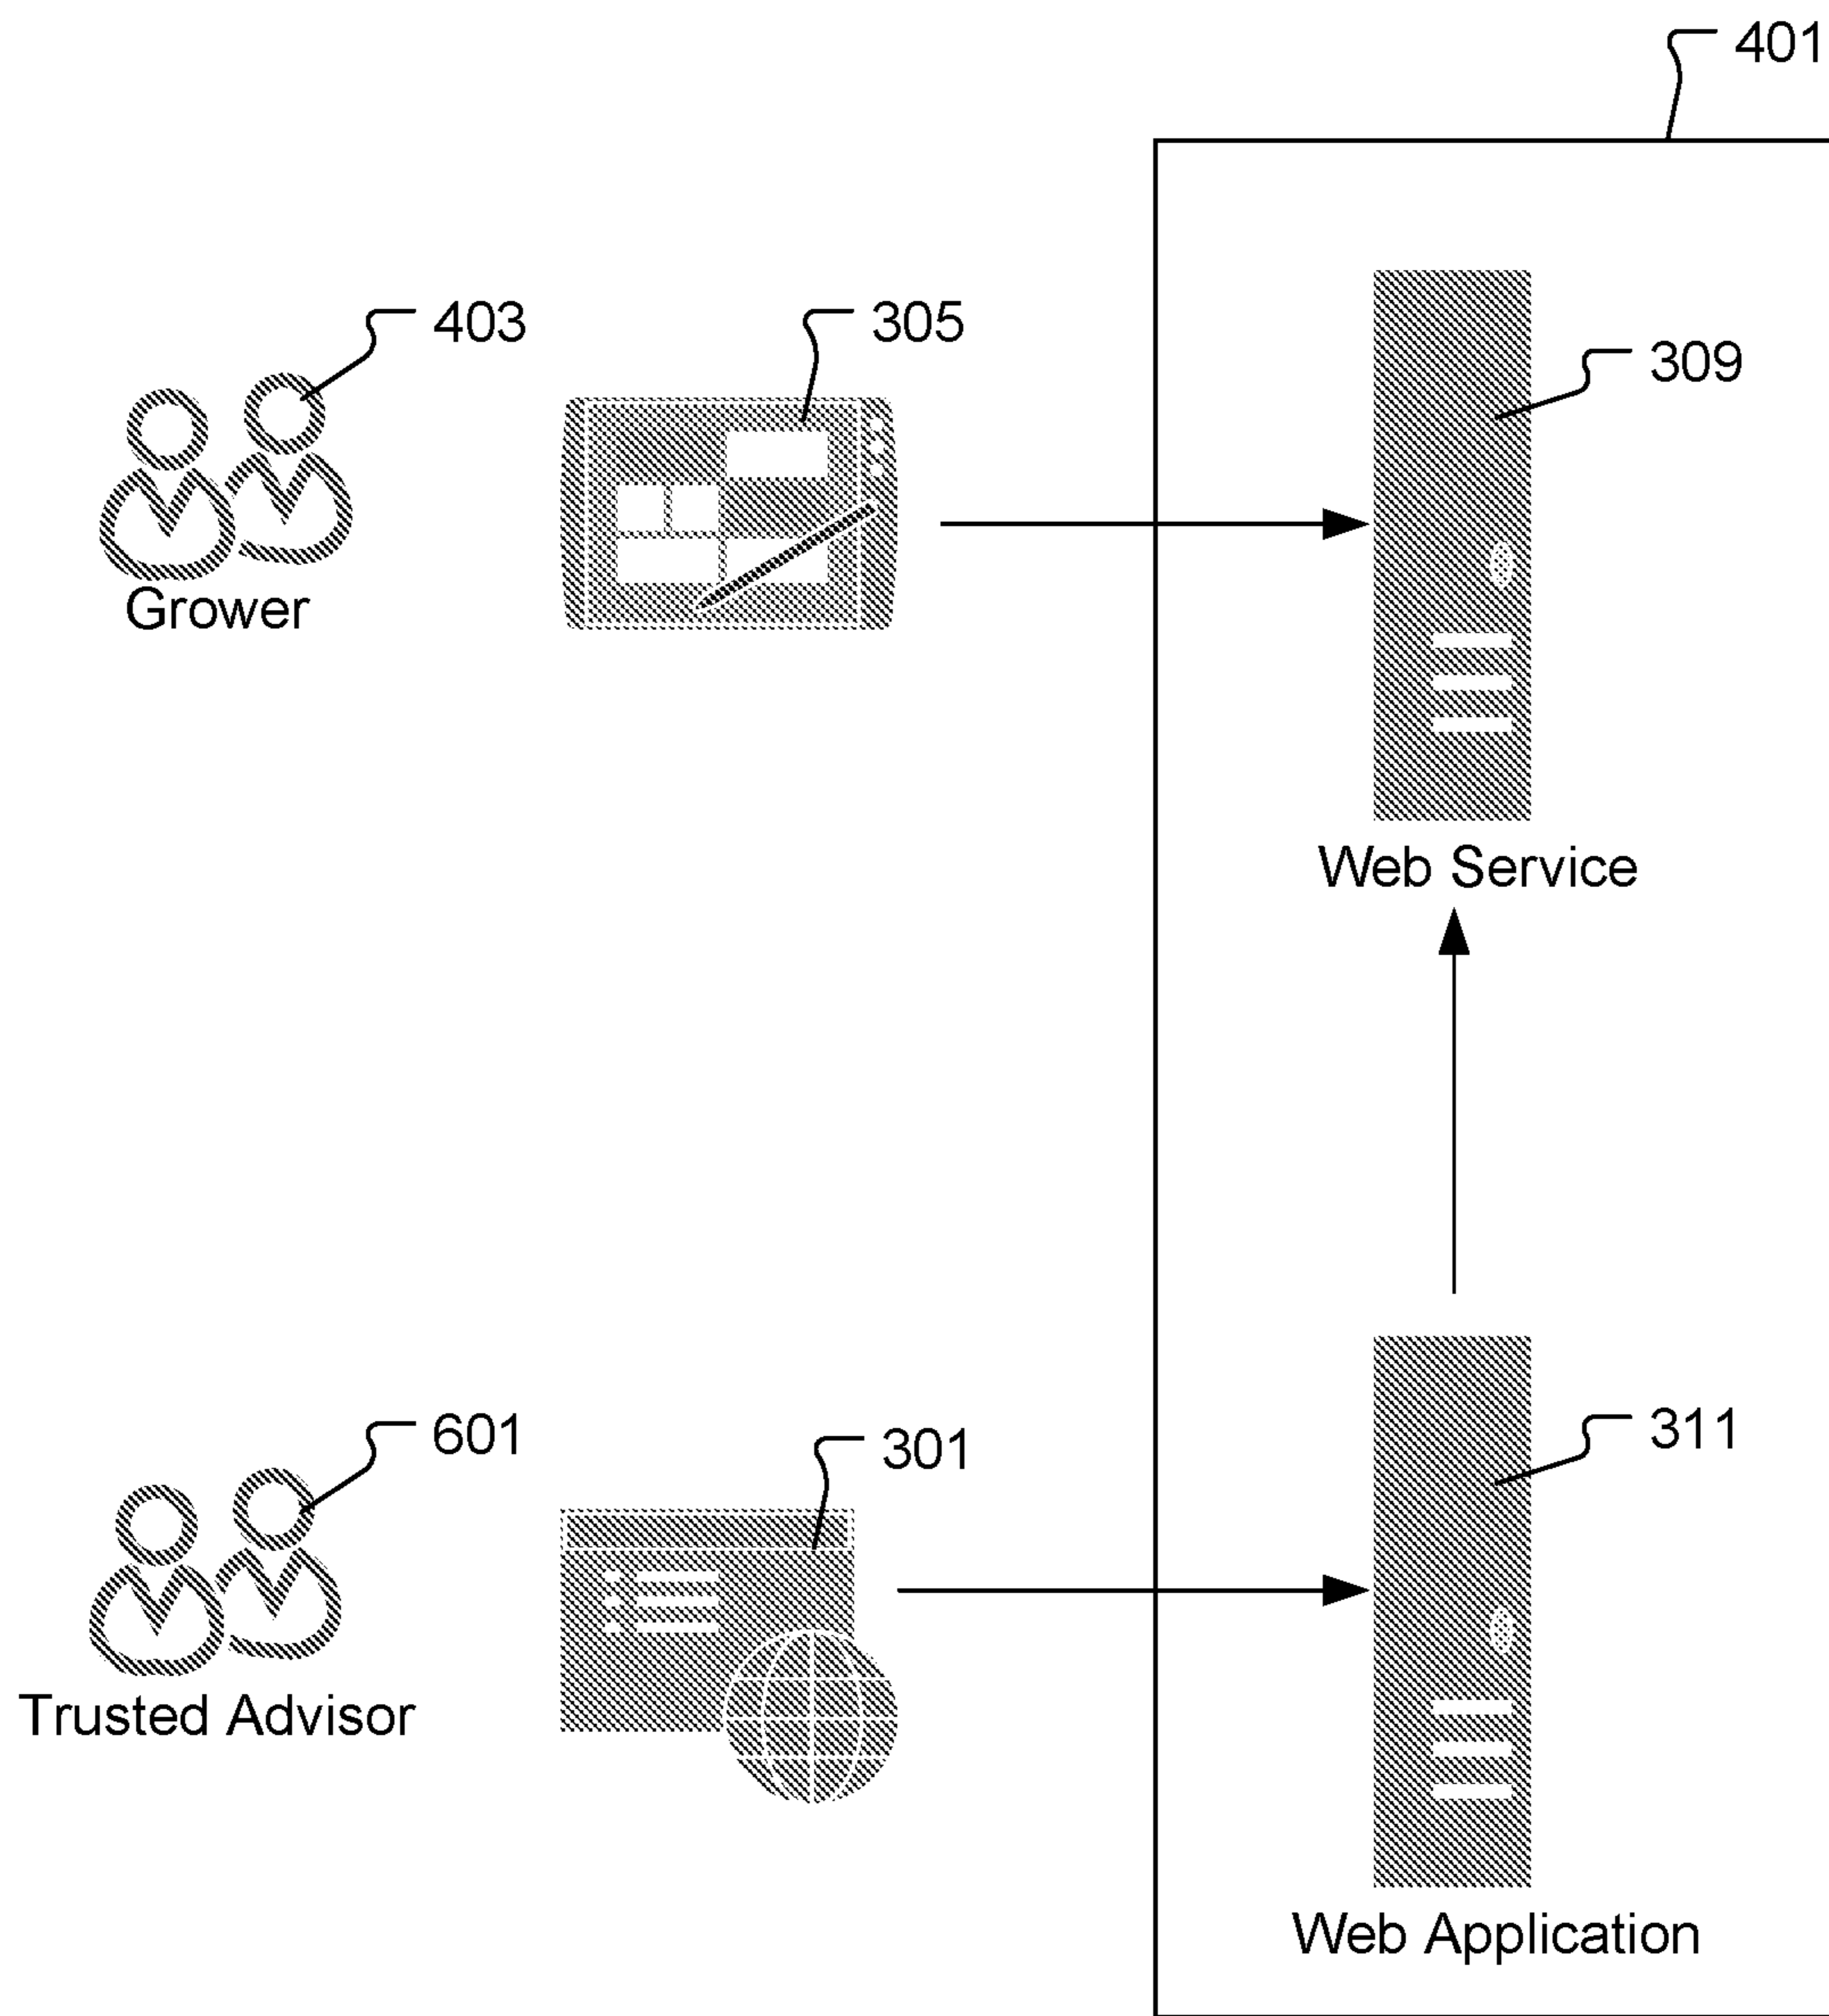 401
403
305
309
Grower
Web Service
601
301
311
Trusted Advisor
Web Application